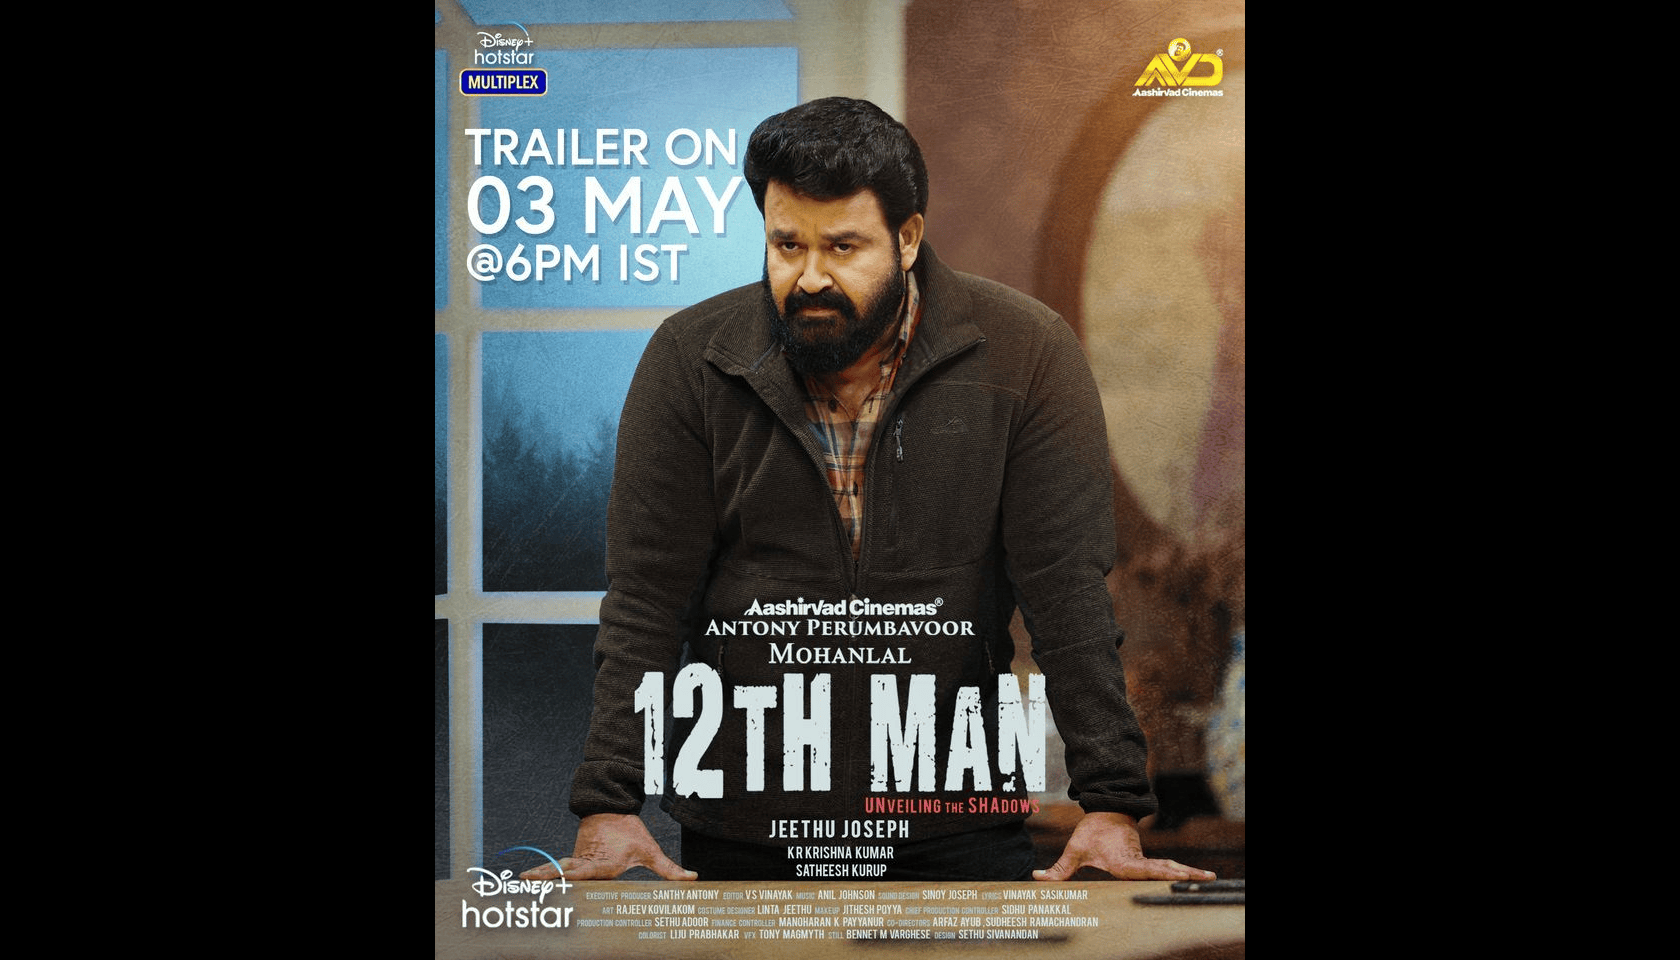 Disney+
hotstar
MULTIPLEX
AVD®
Aashirvad Cinemas
TRAILER ON
03 MAY
@6PM IST
Aashirvad Cinemas®
ANTONY PERUMBAVOOR
MOHANLAL
12TH MAN
UNVEILING THE SHADOWS
JEETHU JOSEPH
K R KRISHNA KUMAR
SATHEESH KURUP
Disney+
hotstar
EXECUTIVE PRODUCER SANTHY ANTONY EDITOR V S VINAYAK MUSIC ANIL JOHNSON SOUND DESIGN SINOY JOSEPH LYRICS VINAYAK SASIKUMAR
ART RAJEEV KOVILAKOM COSTUME DESIGNER LINTA JEETHU MAKEUP JITHESH POYYA CHIEF PRODUCTION CONTROLLER SIDHU PANAKKAL
PRODUCTION CONTROLLER SETHU ADOOR FINANCE CONTROLLER MANOHARAN K PAYYANUR CO-DIRECTORS ARFAZ AYUB ,SUDHEESH RAMACHANDRAN
COLORIST LIJU PRABHAKAR VFX TONY MAGMYTH STILL BENNET M VARGHESE DESIGN SETHU SIVANANDAN